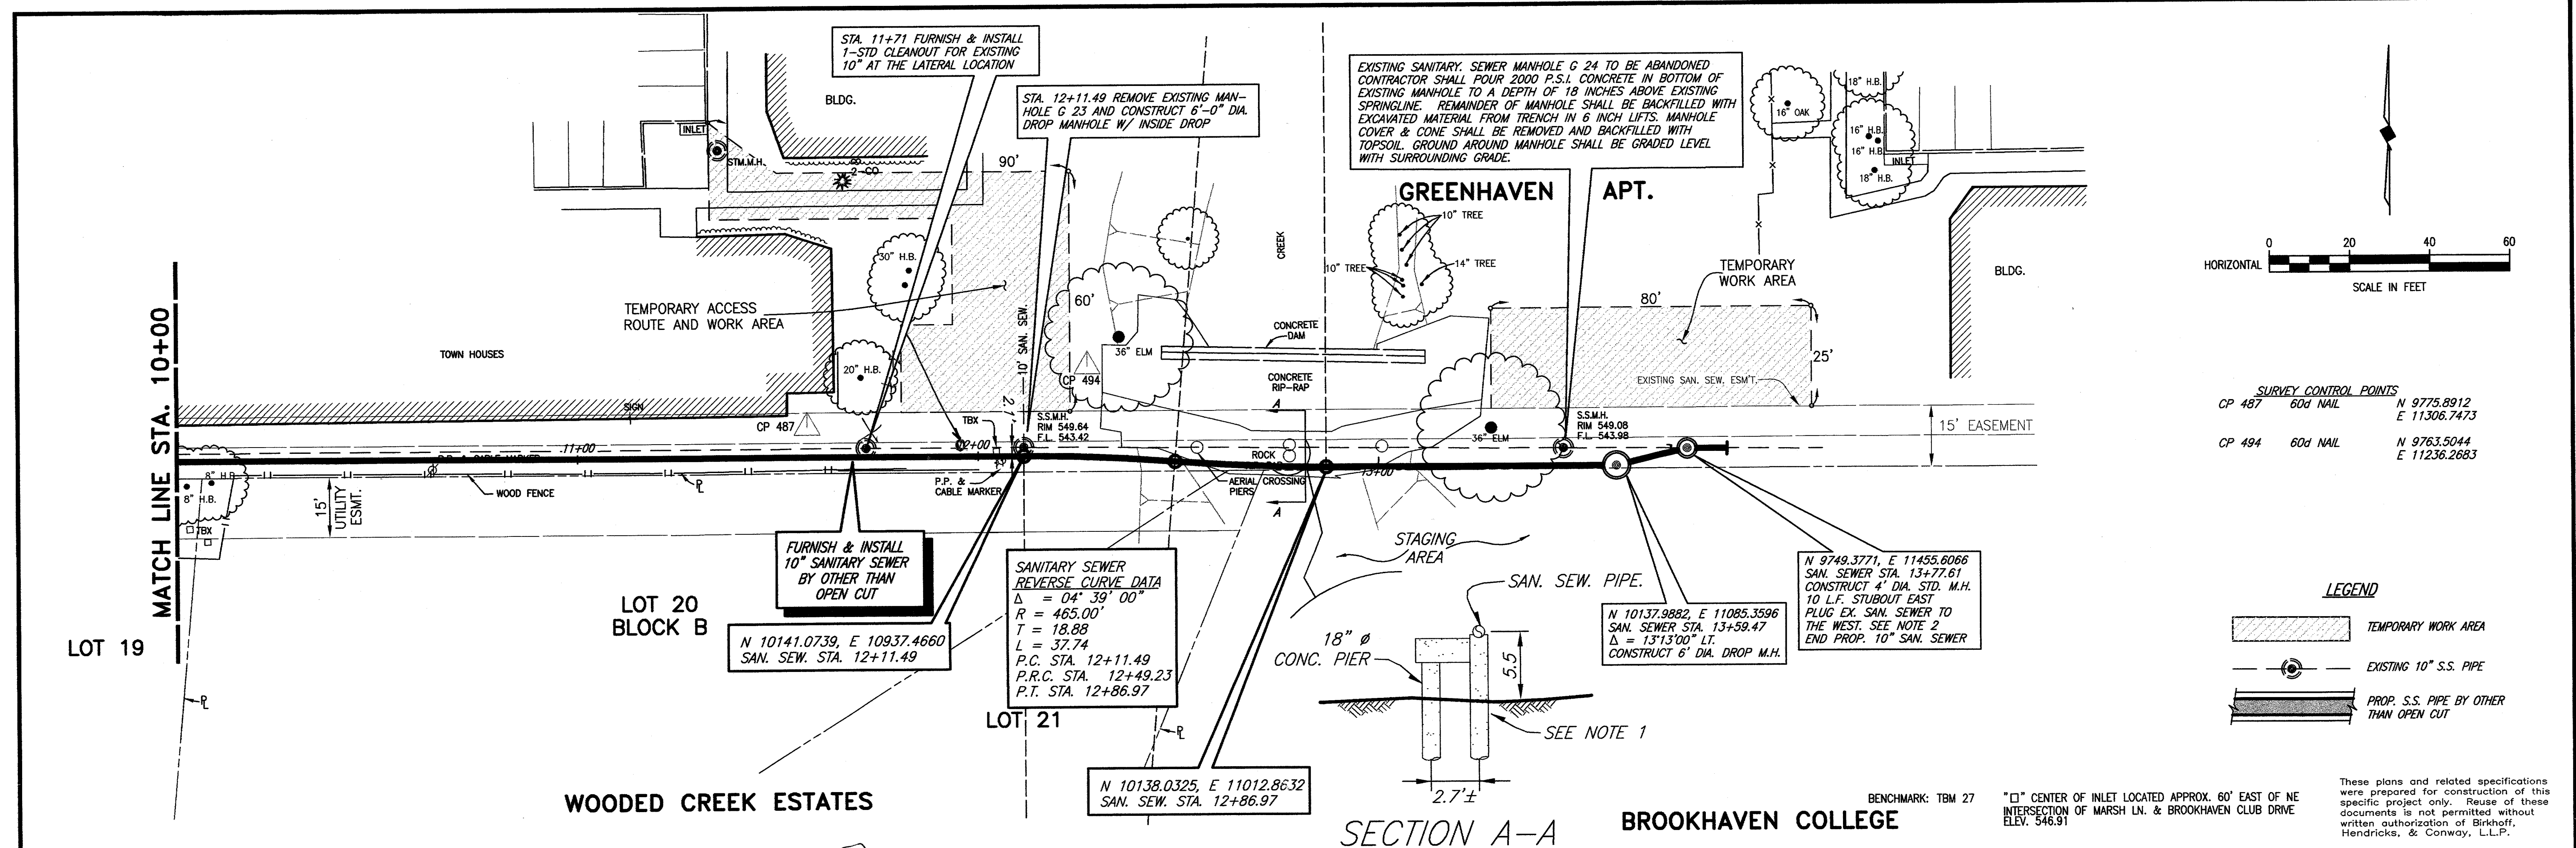 STA. 11+71 FURNISH & INSTALL
1-STD CLEANOUT FOR EXISTING
10" AT THE LATERAL LOCATION
STA. 12+11.49 REMOVE EXISTING MAN-
HOLE G 23 AND CONSTRUCT 6'-0" DIA.
DROP MANHOLE W/ INSIDE DROP
EXISTING SANITARY. SEWER MANHOLE G 24 TO BE ABANDONED
CONTRACTOR SHALL POUR 2000 P.S.I. CONCRETE IN BOTTOM OF
EXISTING MANHOLE TO A DEPTH OF 18 INCHES ABOVE EXISTING
SPRINGLINE. REMAINDER OF MANHOLE SHALL BE BACKFILLED WITH
EXCAVATED MATERIAL FROM TRENCH IN 6 INCH LIFTS. MANHOLE
COVER & CONE SHALL BE REMOVED AND BACKFILLED WITH
TOPSOIL. GROUND AROUND MANHOLE SHALL BE GRADED LEVEL
WITH SURROUNDING GRADE.
BLDG.
INLET
STM.M.H.
2-CO
90'
GREENHAVEN APT.
16" OAK
18" H.B.
16" H.B.
16" H.B.
INLET
18" H.B.
10" TREE
10" TREE
14" TREE
CREEK
30" H.B.
TEMPORARY ACCESS
ROUTE AND WORK AREA
60'
10' SAN. SEW.
TEMPORARY
WORK AREA
80'
25'
BLDG.
0 20 40 60
HORIZONTAL
SCALE IN FEET
MATCH LINE STA. 10+00
TOWN HOUSES
20" H.B.
36" ELM
CP 494
CONCRETE
DAM
CONCRETE
RIP-RAP
EXISTING SAN. SEW. ESM'T.
SIGN
CP 487
TBX
2.1'
S.S.M.H.
RIM 549.64
F.L. 543.42
A
36" ELM
S.S.M.H.
RIM 549.08
F.L. 543.98
15' EASEMENT
SURVEY CONTROL POINTS
CP 487 60d NAIL N 9775.8912
E 11306.7473
CP 494 60d NAIL N 9763.5044
E 11236.2683
11+00
12+00
13+00
8" H.B.
8" H.B.
TBX
15'
UTILITY
ESMT.
WOOD FENCE
P.P. &
CABLE MARKER
ROCK
AERIAL CROSSING
PIERS
A
FURNISH & INSTALL
10" SANITARY SEWER
BY OTHER THAN
OPEN CUT
SANITARY SEWER
REVERSE CURVE DATA
Δ = 04° 39' 00"
R = 465.00'
T = 18.88
L = 37.74
P.C. STA. 12+11.49
P.R.C. STA. 12+49.23
P.T. STA. 12+86.97
STAGING
AREA
N 9749.3771, E 11455.6066
SAN. SEWER STA. 13+77.61
CONSTRUCT 4' DIA. STD. M.H.
10 L.F. STUBOUT EAST
PLUG EX. SAN. SEWER TO
THE WEST. SEE NOTE 2
END PROP. 10" SAN. SEWER
N 10137.9882, E 11085.3596
SAN. SEWER STA. 13+59.47
Δ = 13°13'00" LT.
CONSTRUCT 6' DIA. DROP M.H.
LEGEND
TEMPORARY WORK AREA
EXISTING 10" S.S. PIPE
PROP. S.S. PIPE BY OTHER
THAN OPEN CUT
LOT 19
LOT 20
BLOCK B
N 10141.0739, E 10937.4660
SAN. SEW. STA. 12+11.49
LOT 21
SAN. SEW. PIPE.
18" ø
CONC. PIER
5.5
SEE NOTE 1
2.7'±
SECTION A-A
N 10138.0325, E 11012.8632
SAN. SEW. STA. 12+86.97
WOODED CREEK ESTATES
BROOKHAVEN COLLEGE
BENCHMARK: TBM 27 "□" CENTER OF INLET LOCATED APPROX. 60' EAST OF NE
INTERSECTION OF MARSH LN. & BROOKHAVEN CLUB DRIVE
ELEV. 546.91
These plans and related specifications
were prepared for construction of this
specific project only. Reuse of these
documents is not permitted without
written authorization of Birkhoff,
Hendricks, & Conway, L.L.P.